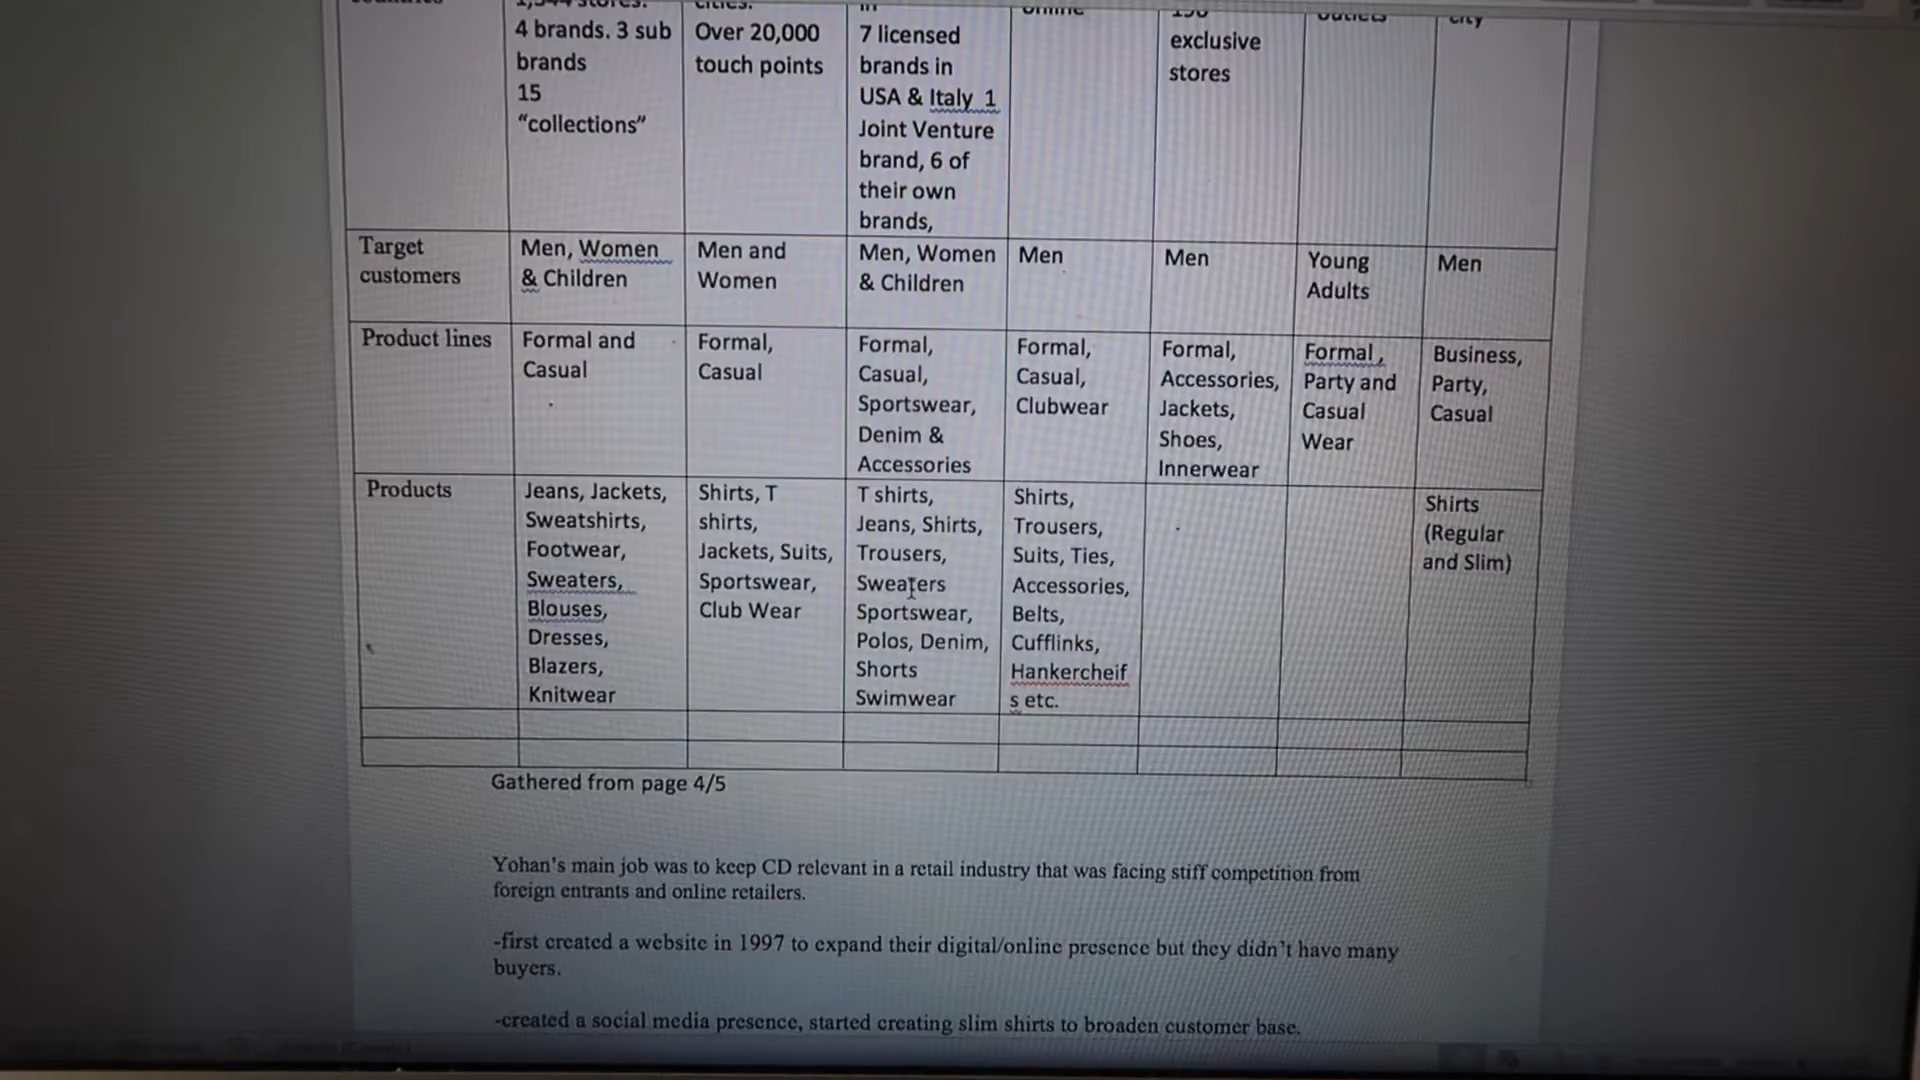 4 brands. 3 sub
brands
15
“collections”
Over 20,000
touch points
7 licensed
brands in
USA & Italy 1
Joint Venture
brand, 6 of
their own
brands,
exclusive
stores
city
Target
customers
Men, Women
& Children
Men and
Women
Men, Women
& Children
Men
Men
Young
Adults
Men
Product lines
Formal and
Casual
Formal,
Casual
Formal,
Casual,
Sportswear,
Denim &
Accessories
Formal,
Casual,
Clubwear
Formal,
Accessories,
Jackets,
Shoes,
Innerwear
Formal ,
Party and
Casual
Wear
Business,
Party,
Casual
Products
Jeans, Jackets,
Sweatshirts,
Footwear,
Sweaters,
Blouses,
Dresses,
Blazers,
Knitwear
Shirts, T
shirts,
Jackets, Suits,
Sportswear,
Club Wear
T shirts,
Jeans, Shirts,
Trousers,
Sweaters
Sportswear,
Polos, Denim,
Shorts
Swimwear
Shirts,
Trousers,
Suits, Ties,
Accessories,
Belts,
Cufflinks,
Hankercheif
s etc.
Shirts
(Regular
and Slim)
Gathered from page 4/5
Yohan’s main job was to keep CD relevant in a retail industry that was facing stiff competition from
foreign entrants and online retailers.
-first created a website in 1997 to expand their digital/online presence but they didn’t have many
buyers.
-created a social media presence, started creating slim shirts to broaden customer base.